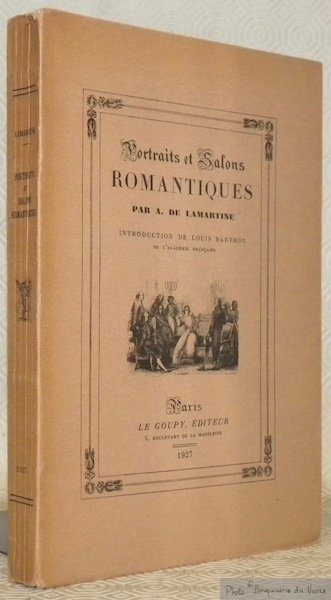 LAMARTINE
PORTRAITS
ET
SALONS
ROMANTIQUES
1927
Portraits et Salons
ROMANTIQUES
PAR A. DE LAMARTINE
INTRODUCTION DE LOUIS BARTHOU
DE L'ACADÉMIE FRANÇAISE
Paris
LE GOUPY, ÉDITEUR
5, BOULEVARD DE LA MADELEINE
1927
Photo © Bouquinerie du Varis